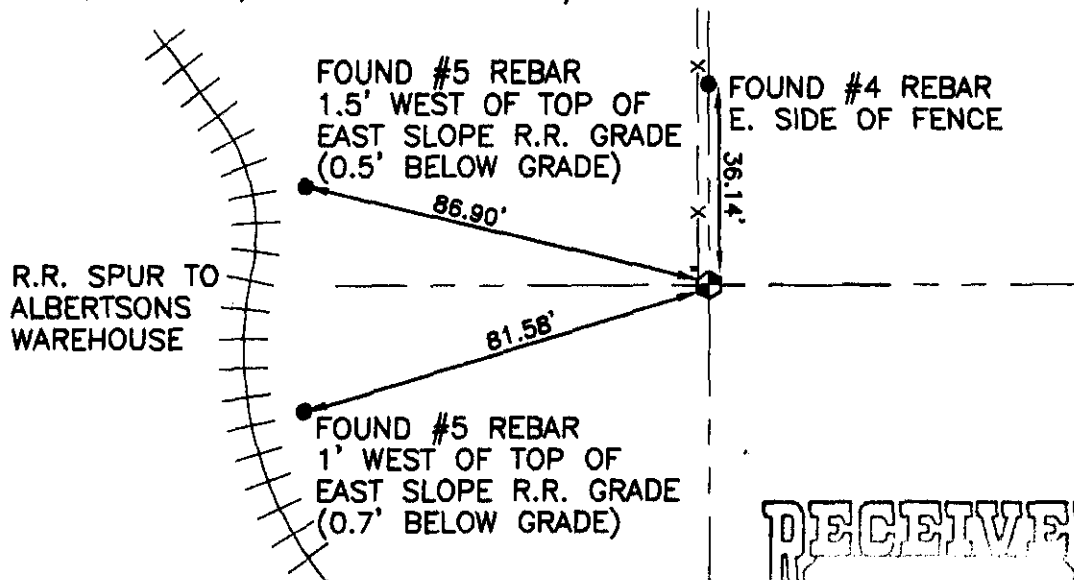 FOUND #5 REBAR
1.5' WEST OF TOP OF
EAST SLOPE R.R. GRADE
(0.5' BELOW GRADE)
FOUND #4 REBAR
E. SIDE OF FENCE
36.14'
86.90'
R.R. SPUR TO
ALBERTSONS
WAREHOUSE
81.58'
FOUND #5 REBAR
1' WEST OF TOP OF
EAST SLOPE R.R. GRADE
(0.7' BELOW GRADE)
RECEIVE